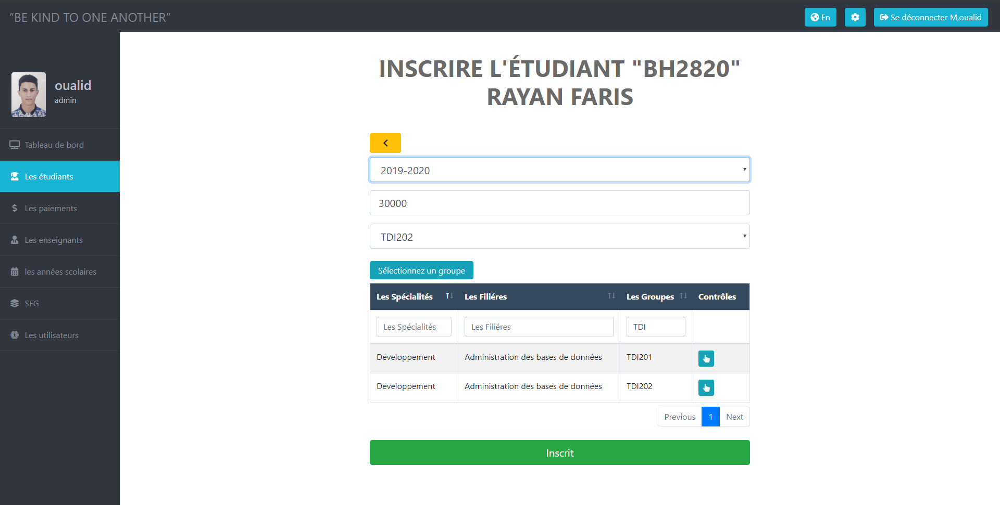 “BE KIND TO ONE ANOTHER”
En
Se déconnecter M,oualid
oualid
admin
Tableau de bord
Les étudiants
Les paiements
Les enseignants
les années scolaires
SFG
Les utilisateurs
INSCRIRE L'ÉTUDIANT "BH2820"
RAYAN FARIS
2019-2020
30000
TDI202
Sélectionnez un groupe
Les Spécialités Les Filiéres Les Groupes Contrôles
Les Spécialités Les Filiéres TDI
Développement Administration des bases de données TDI201
Développement Administration des bases de données TDI202
Previous 1 Next
Inscrit